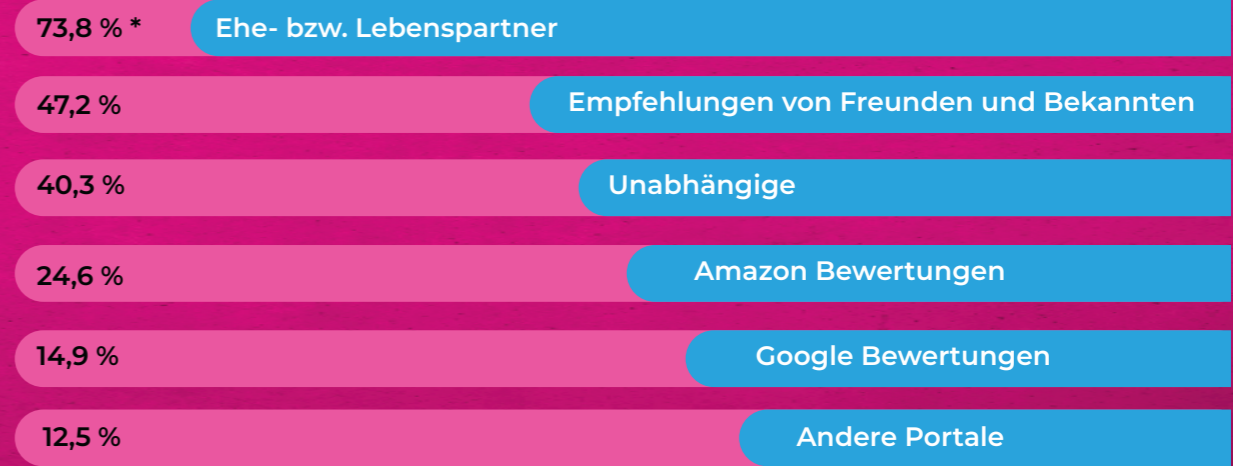 73,8 % * Ehe- bzw. Lebenspartner
47,2 % Empfehlungen von Freunden und Bekannten
40,3 % Unabhängige
24,6 % Amazon Bewertungen
14,9 % Google Bewertungen
12,5 % Andere Portale